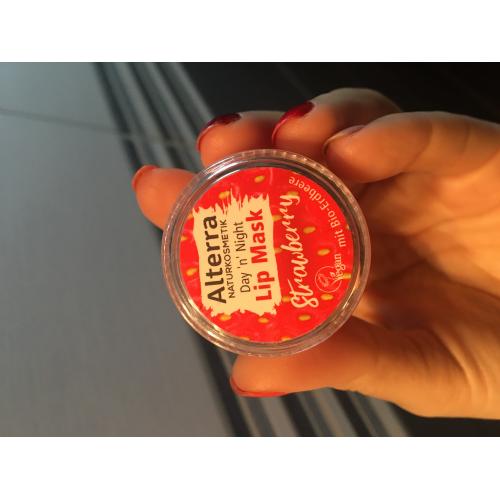 Alterra
NATURKOSMETIK
Day 'n' Night
Lip Mask
Strawberry
Vegan mit Bio-Erdbeere